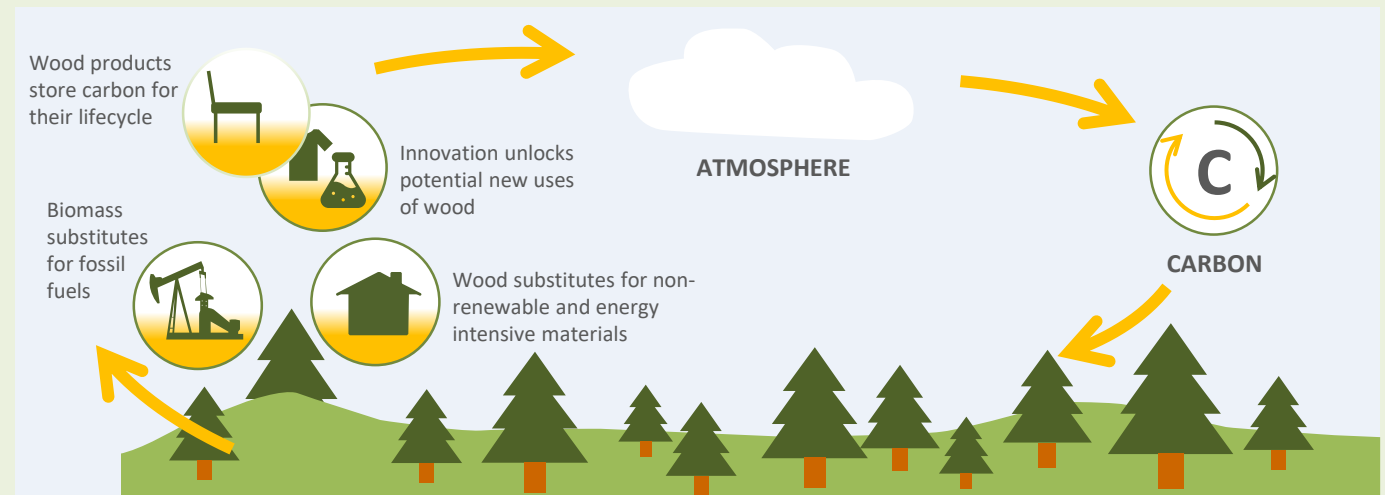 Wood products
store carbon for
their lifecycle
Innovation unlocks
potential new uses
of wood
Biomass
substitutes
for fossil
fuels
Wood substitutes for non-
renewable and energy
intensive materials
ATMOSPHERE
C
CARBON